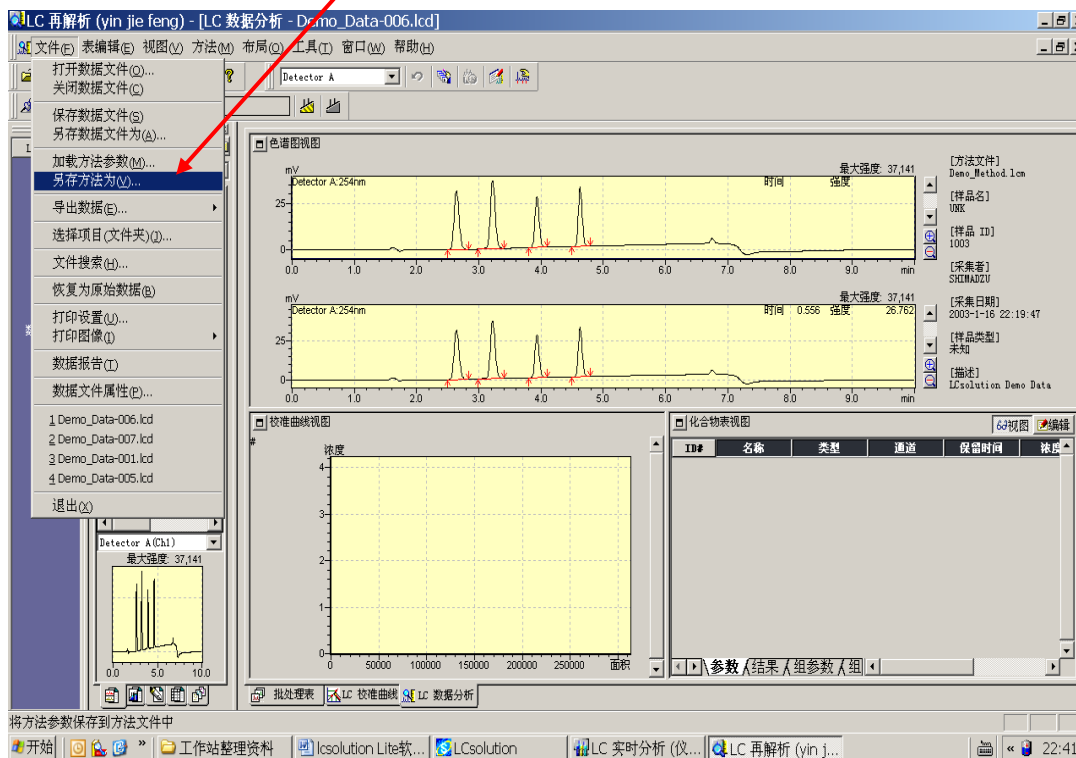 LC 再解析 (yin jie feng) - [LC 数据分析 - Demo_Data-006.lcd]
文件(F) 表编辑(E) 视图(V) 方法(M) 布局(O) 工具(T) 窗口(W) 帮助(H)
Detector A
打开数据文件(O)...
关闭数据文件(C)
保存数据文件(S)
另存数据文件为(A)...
加载方法参数(M)...
另存方法为(V)...
导出数据(E)...
选择项目(文件夹)(J)...
文件搜索(H)...
恢复为原始数据(B)
打印设置(U)...
打印图像(I)
数据报告(T)
数据文件属性(P)...
1 Demo_Data-006.lcd
2 Demo_Data-007.lcd
3 Demo_Data-001.lcd
4 Demo_Data-005.lcd
退出(X)
Detector A(Ch1)
最大强度: 37,141
0.0 5.0 10.0
色谱图视图
mV 最大强度: 37,141
Detector A:254nm 时间 强度
25
0
0.0 1.0 2.0 3.0 4.0 5.0 6.0 7.0 8.0 9.0 min
mV 最大强度: 37,141
Detector A:254nm 时间 0.556 强度 26.762
25
0
0.0 1.0 2.0 3.0 4.0 5.0 6.0 7.0 8.0 9.0 min
[方法文件]
Demo_Method.lcm
[样品名]
UNK
[样品 ID]
1003
[采集者]
SHIMADZU
[采集日期]
2003-1-16 22:19:47
[样品类型]
未知
[描述]
LCsolution Demo Data
校准曲线视图
#
浓度
4
3
2
1
0
0 50000 100000 150000 200000 250000 面积
化合物表视图 视图 编辑
ID# 名称 类型 通道 保留时间 浓度
参数 结果 组参数 组
批处理表 LC 校准曲线 LC 数据分析
将方法参数保存到方法文件中
开始 » 工作站整理资料 lcsolution Lite软... LCsolution LC 实时分析 (仪... LC 再解析 (yin j... « 22:41